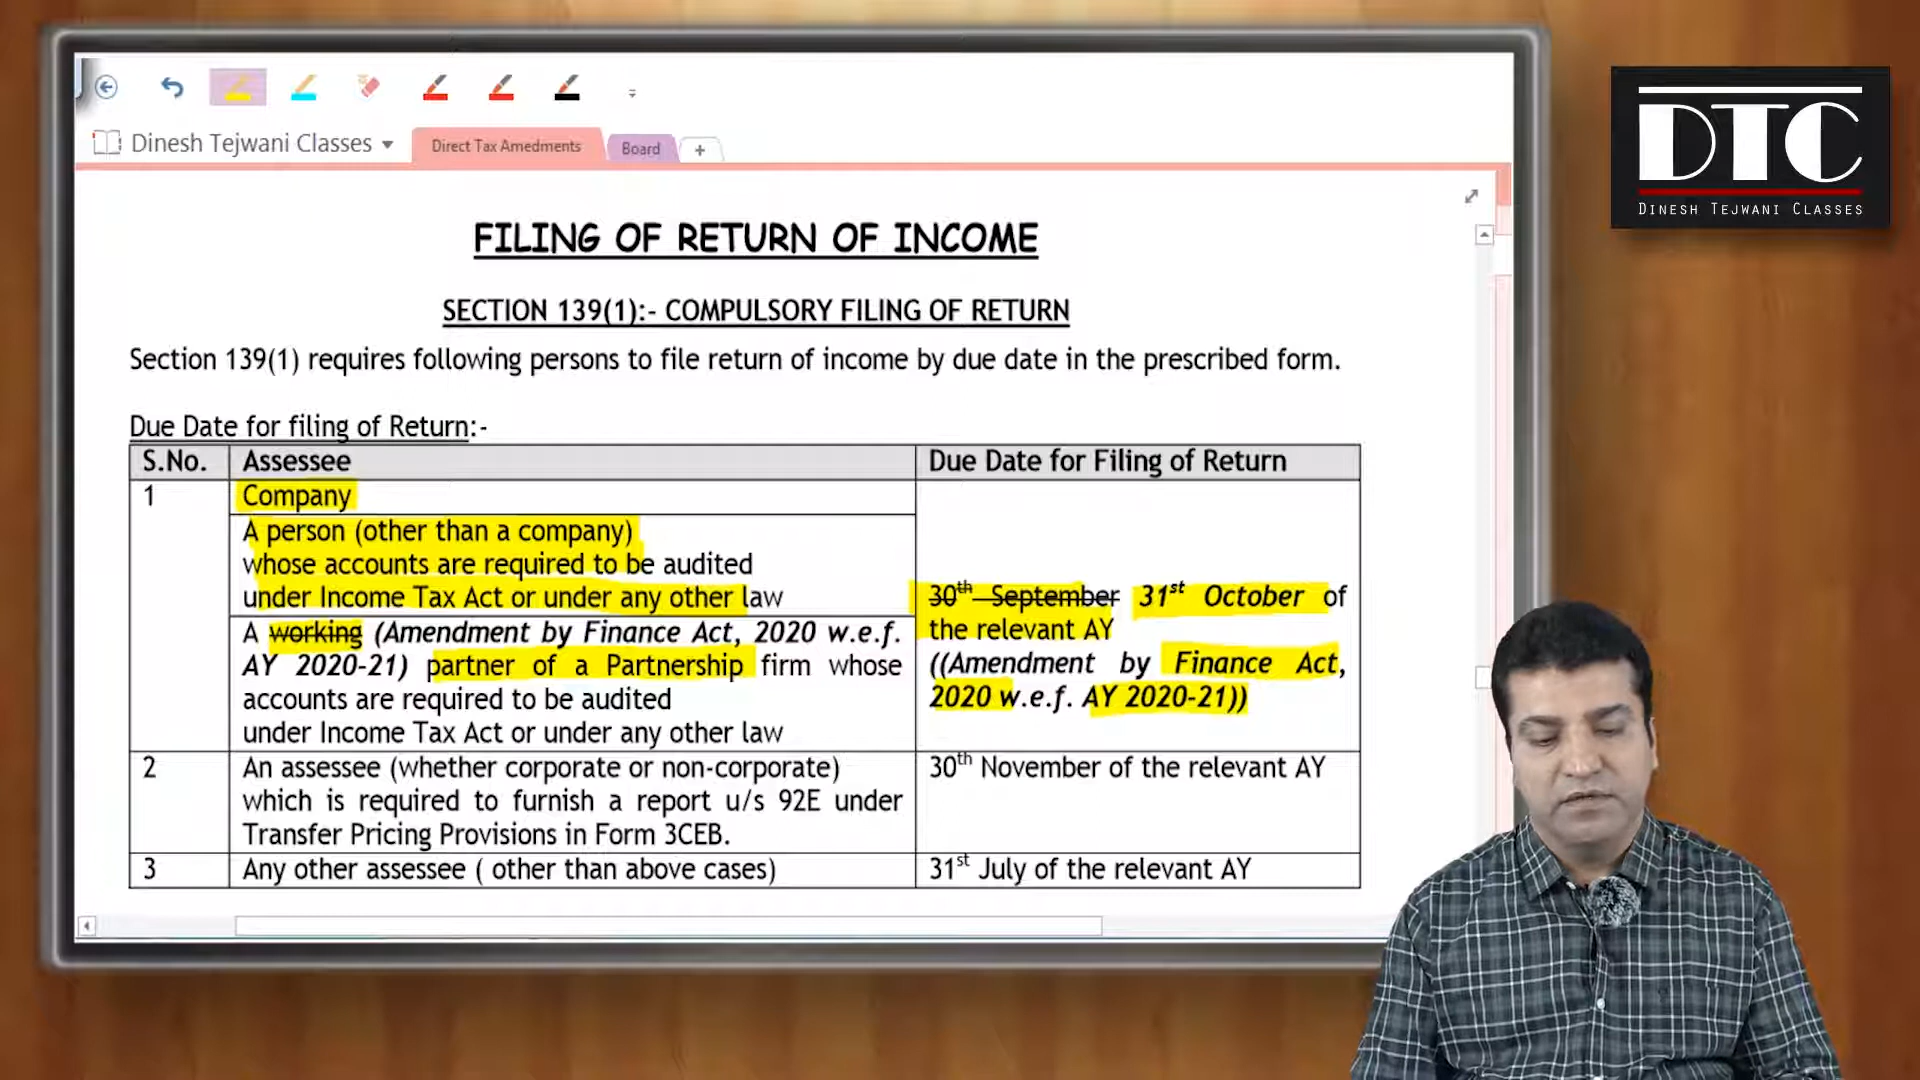 Dinesh Tejwani Classes
Direct Tax Amedments
Board
DTC
DINESH TEJWANI CLASSES
FILING OF RETURN OF INCOME
SECTION 139(1):- COMPULSORY FILING OF RETURN
Section 139(1) requires following persons to file return of income by due date in the prescribed form.
Due Date for filing of Return:-
S.No. Assessee Due Date for Filing of Return
1 Company
A person (other than a company)
whose accounts are required to be audited
under Income Tax Act or under any other law
A working (Amendment by Finance Act, 2020 w.e.f.
AY 2020-21) partner of a Partnership firm whose
accounts are required to be audited
under Income Tax Act or under any other law
30th September 31st October of
the relevant AY
((Amendment by Finance Act,
2020 w.e.f. AY 2020-21))
2 An assessee (whether corporate or non-corporate)
which is required to furnish a report u/s 92E under
Transfer Pricing Provisions in Form 3CEB.
30th November of the relevant AY
3 Any other assessee ( other than above cases) 31st July of the relevant AY